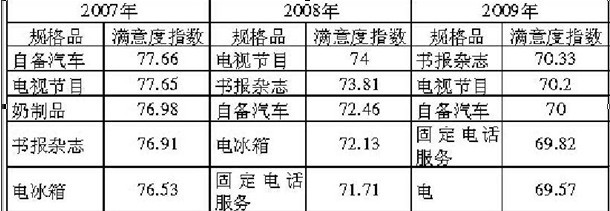 2007年 2008年 2009年
规格品 满意度指数 规格品 满意度指数 规格品 满意度指数
自备汽车 77.66 电视节目 74 书报杂志 70.33
电视节目 77.65 书报杂志 73.81 电视节目 70.2
奶制品 76.98 自备汽车 72.46 自备汽车 70
书报杂志 76.91 电冰箱 72.13 固定电话服务 69.82
电冰箱 76.53 固定电话服务 71.71 电 69.57